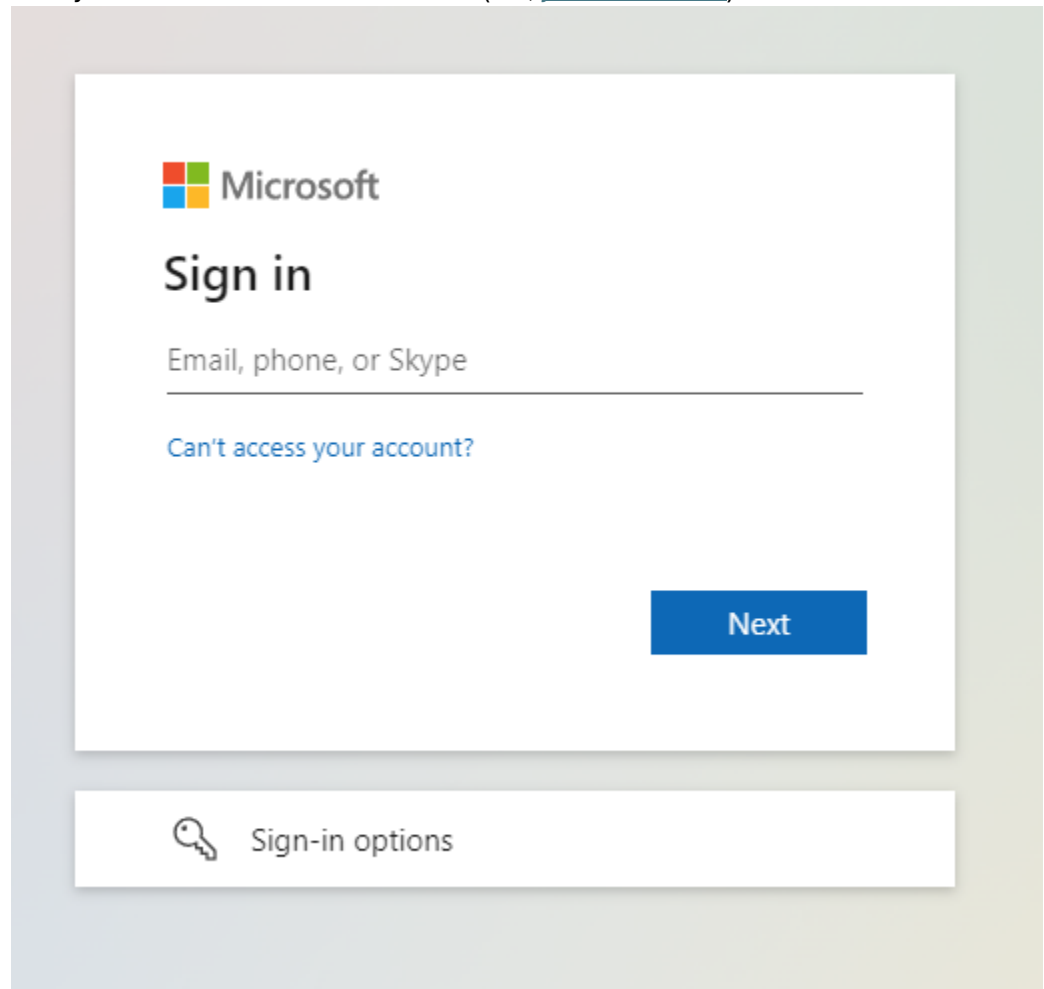 Microsoft
Sign in
Email, phone, or Skype
Can't access your account?
Next
Sign-in options